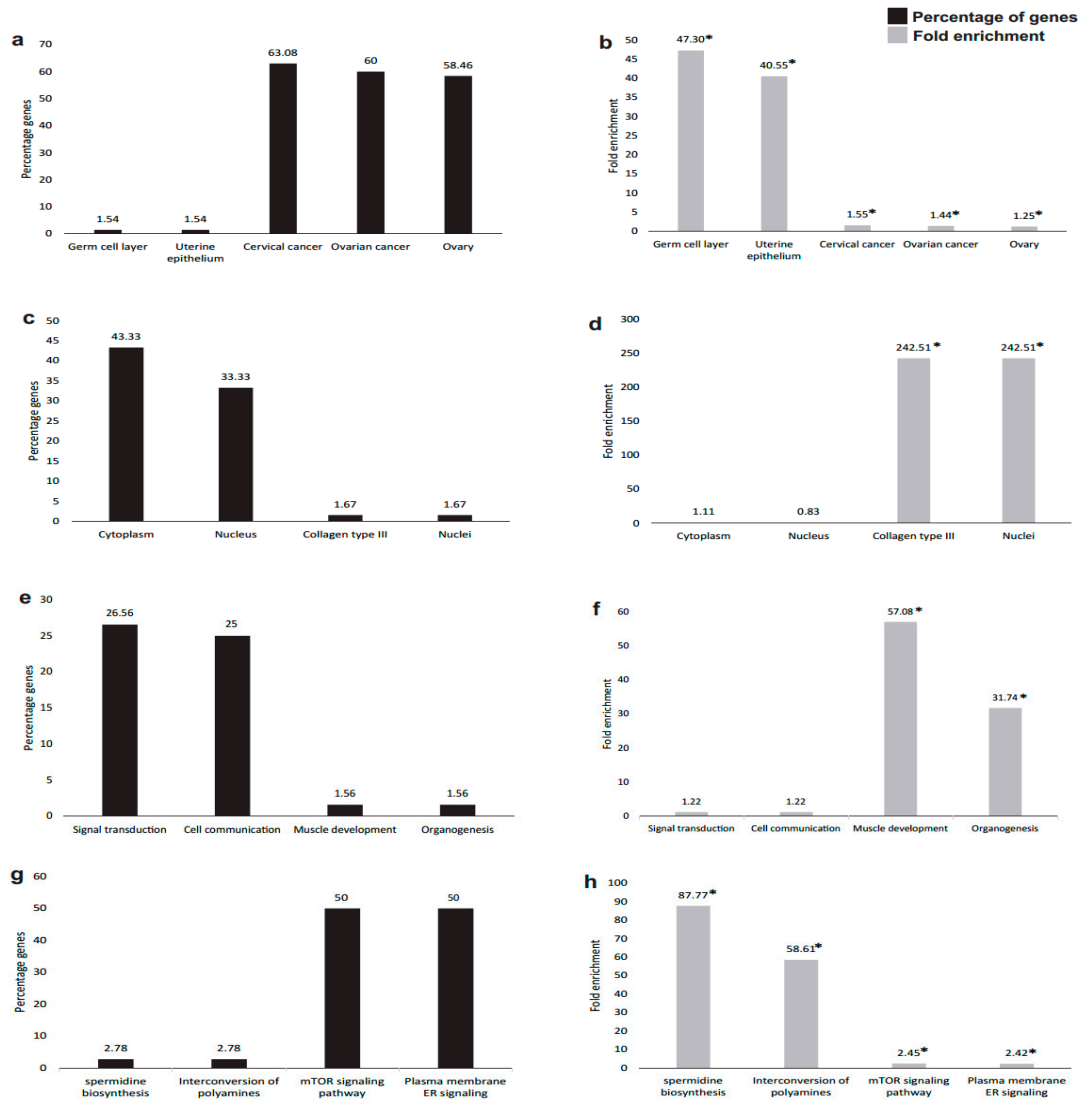 Percentage of genes
Fold enrichment
a
Percentage genes
70
60
50
40
30
20
10
0
1.54
1.54
63.08
60
58.46
Germ cell layer
Uterine
epithelium
Cervical cancer
Ovarian cancer
Ovary
b
Fold enrichment
50
45
40
35
30
25
20
15
10
5
0
47.30*
40.55*
1.55*
1.44*
1.25*
Germ cell layer
Uterine
epithelium
Cervical cancer
Ovarian cancer
Ovary
c
Percentage genes
50
45
40
35
30
25
20
15
10
5
0
43.33
33.33
1.67
1.67
Cytoplasm
Nucleus
Collagen type III
Nuclei
d
Fold enrichment
300
250
200
150
100
50
0
1.11
0.83
242.51*
242.51*
Cytoplasm
Nucleus
Collagen type III
Nuclei
e
Percentage genes
30
25
20
15
10
5
0
26.56
25
1.56
1.56
Signal transduction
Cell communication
Muscle development
Organogenesis
f
Fold enrichment
60
50
40
30
20
10
0
1.22
1.22
57.08*
31.74*
Signal transduction
Cell communication
Muscle development
Organogenesis
g
Percentage genes
60
50
40
30
20
10
0
2.78
2.78
50
50
spermidine
biosynthesis
Interconversion of
polyamines
mTOR signaling
pathway
Plasma membrane
ER signaling
h
Fold enrichment
100
90
80
70
60
50
40
30
20
10
0
87.77*
58.61*
2.45*
2.42*
spermidine
biosynthesis
Interconversion of
polyamines
mTOR signaling
pathway
Plasma membrane
ER signaling